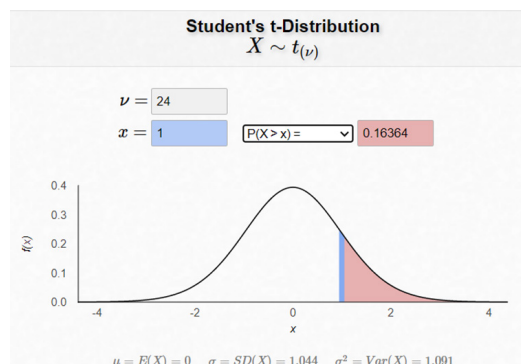 Student's t-Distribution
X ∼ t(ν)
ν = 24
x = 1 P(X > x) = 0.16364
0.4
0.3
0.2
0.1
0.0
f(x)
-4 -2 0 2 4
x
μ = E(X) = 0 σ = SD(X) = 1.044 σ² = Var(X) = 1.091